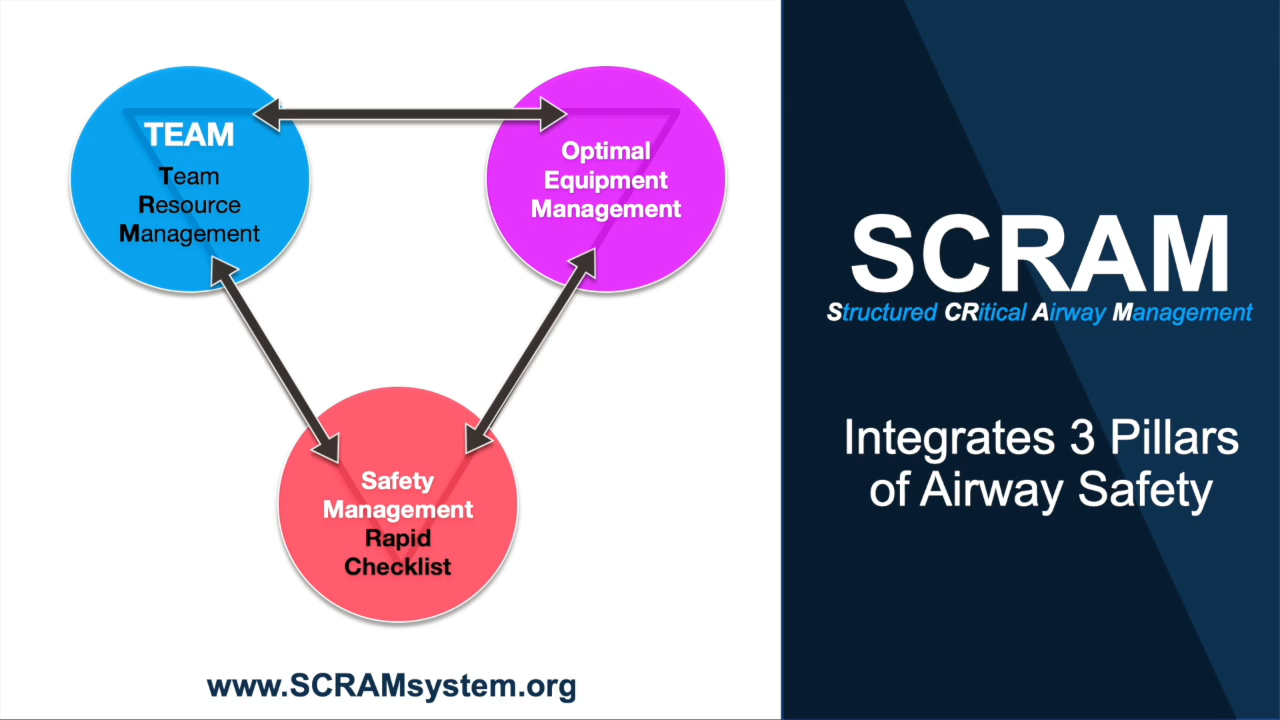 TEAM
Team
Resource
Management
Optimal
Equipment
Management
Safety
Management
Rapid
Checklist
www.SCRAMsystem.org
SCRAM
Structured CRitical Airway Management
Integrates 3 Pillars
of Airway Safety